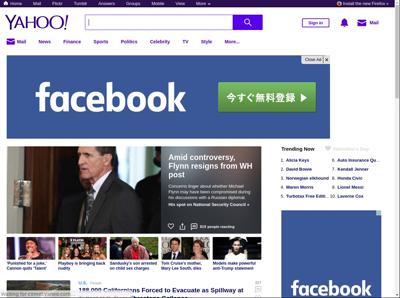 Home Mail Flickr Tumblr Answers Groups Mobile More Install the new Firefox »
YAHOO! Sign in Mail
Mail News Finance Sports Politics Celebrity TV Style More...
Close Ad
facebook 今すぐ無料登録
Amid controversy,
Flynn resigns from WH
post
Concerns linger about whether Michael
Flynn may have been compromised during
his discussions with a Russian diplomat.
His spot on National Security Council »
people reacting
Trending Now
1. Alicia Keys 6. Auto Insurance Qu...
2. David Bowie 7. Kendall Jenner
3. Norwegian elkhound 8. Honda Civic
4. Maren Morris 9. Lionel Messi
5. Turbotax Free Editi 10. Laverne Cox
'Punished for a joke,' Cannon quits 'Talent'
Playboy is bringing back nudity
Sandusky's son arrested on child sex charges
Tom Cruise's mother, Mary Lee South, dies
Models make powerful anti-Trump statement
facebook
U.S. People
188,000 Californians Forced to Evacuate as Spillway at
Waiting for comet.yahoo.com...